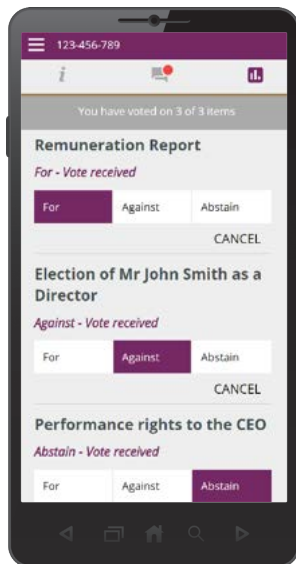 123-456-789
i
You have voted on 3 of 3 items
Remuneration Report
For - Vote received
For Against Abstain
CANCEL
Election of Mr John Smith as a
Director
Against - Vote received
For Against Abstain
CANCEL
Performance rights to the CEO
Abstain - Vote received
For Against Abstain